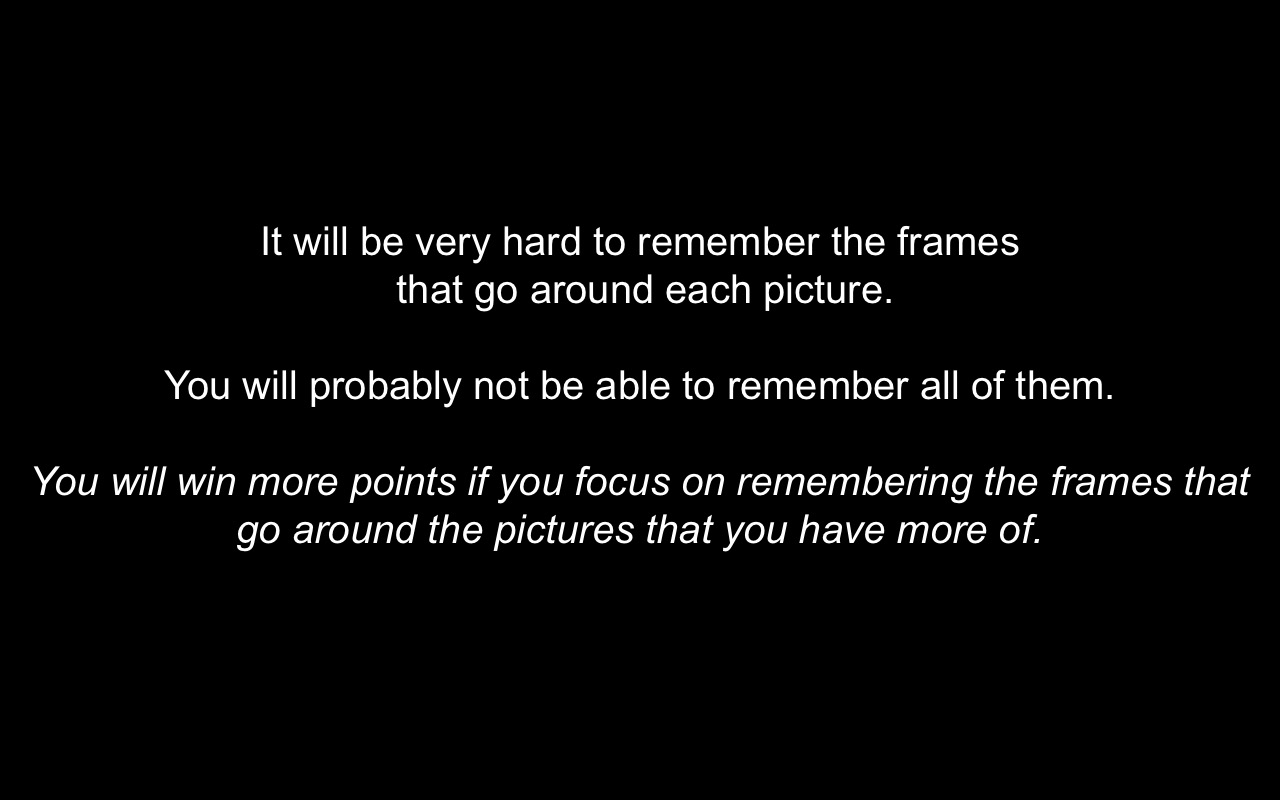 It will be very hard to remember the frames
that go around each picture.
You will probably not be able to remember all of them.
You will win more points if you focus on remembering the frames that
go around the pictures that you have more of.